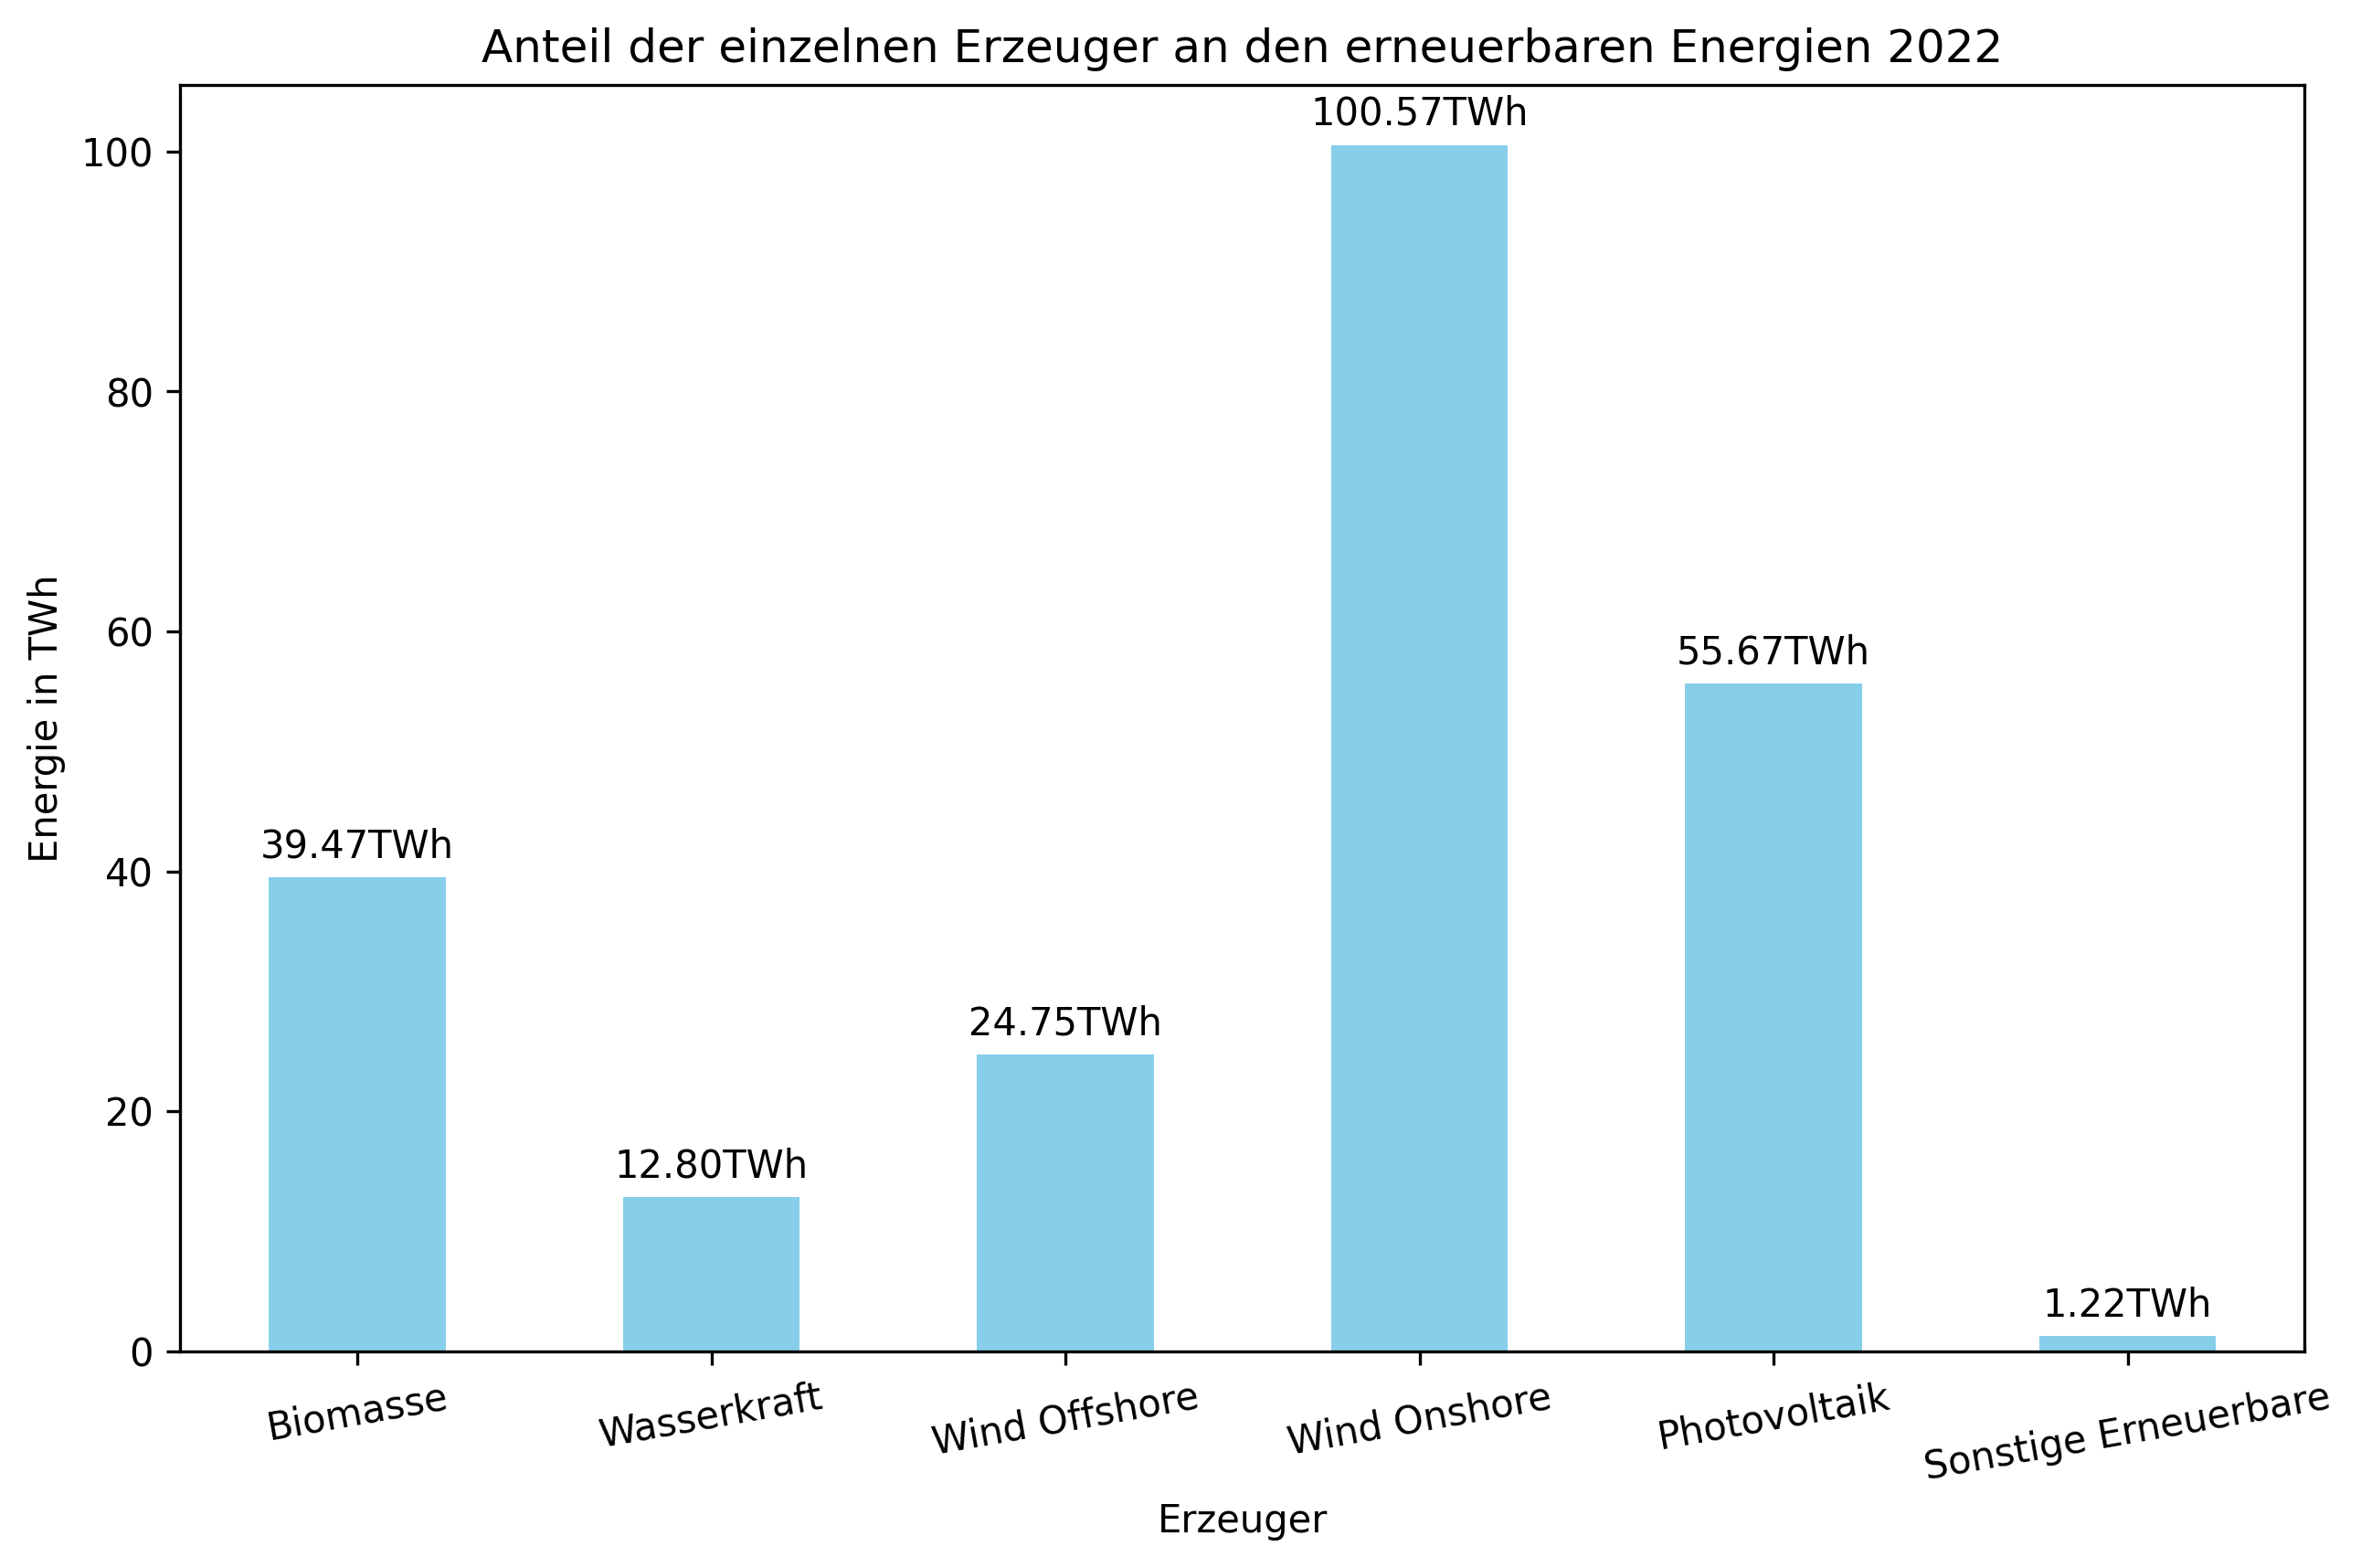 Anteil der einzelnen Erzeuger an den erneuerbaren Energien 2022
Energie in TWh
100
80
60
40
20
0
39.47TWh
12.80TWh
24.75TWh
100.57TWh
55.67TWh
1.22TWh
Biomasse
Wasserkraft
Wind Offshore
Wind Onshore
Photovoltaik
Sonstige Erneuerbare
Erzeuger